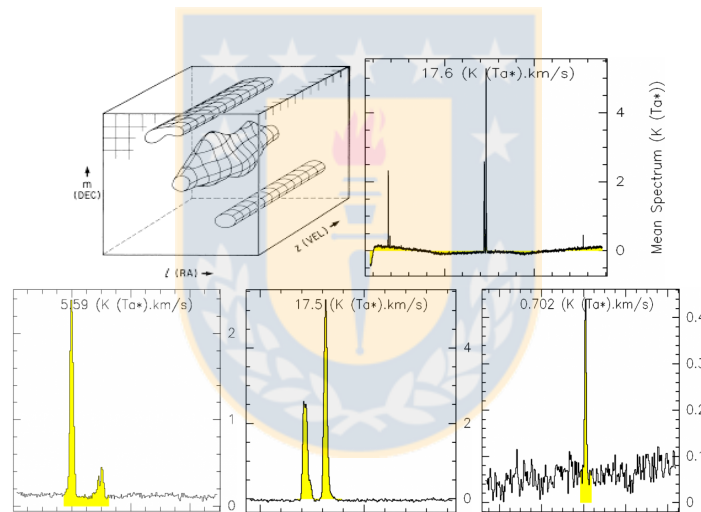 17.6 (K (Ta*).km/s)
4
2
0
Mean Spectrum (K (Ta*))
m
(DEC)
z (VEL)
l (RA)
5.59 (K (Ta*).km/s)
2
1
0
17.5 (K (Ta*).km/s)
4
2
0
0.702 (K (Ta*).km/s)
0.4
0.3
0.2
0.1
0